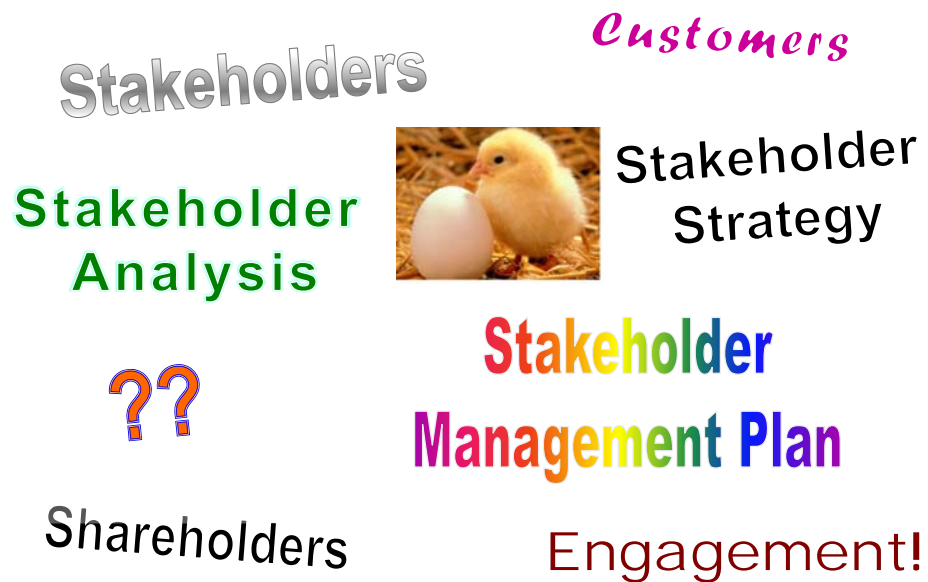 Customers
Stakeholders
Stakeholder
Strategy
Stakeholder
Analysis
Stakeholder
Management Plan
??
Shareholders
Engagement!